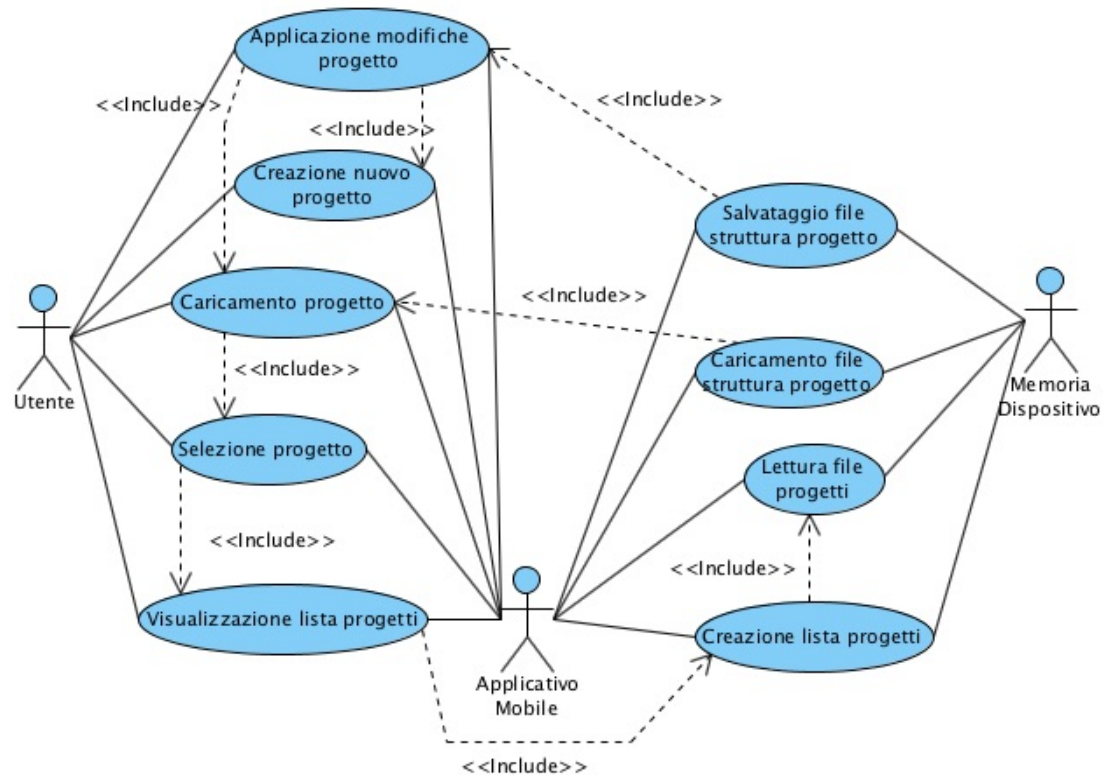 Applicazione modifiche
progetto
<<Include>>
<<Include>>
<<Include>>
Creazione nuovo
progetto
Salvataggio file
struttura progetto
Caricamento progetto
<<Include>>
Caricamento file
struttura progetto
<<Include>>
Utente
Memoria
Dispositivo
Selezione progetto
Lettura file
progetti
<<Include>>
<<Include>>
Visualizzazione lista progetti
Creazione lista progetti
Applicativo
Mobile
<<Include>>